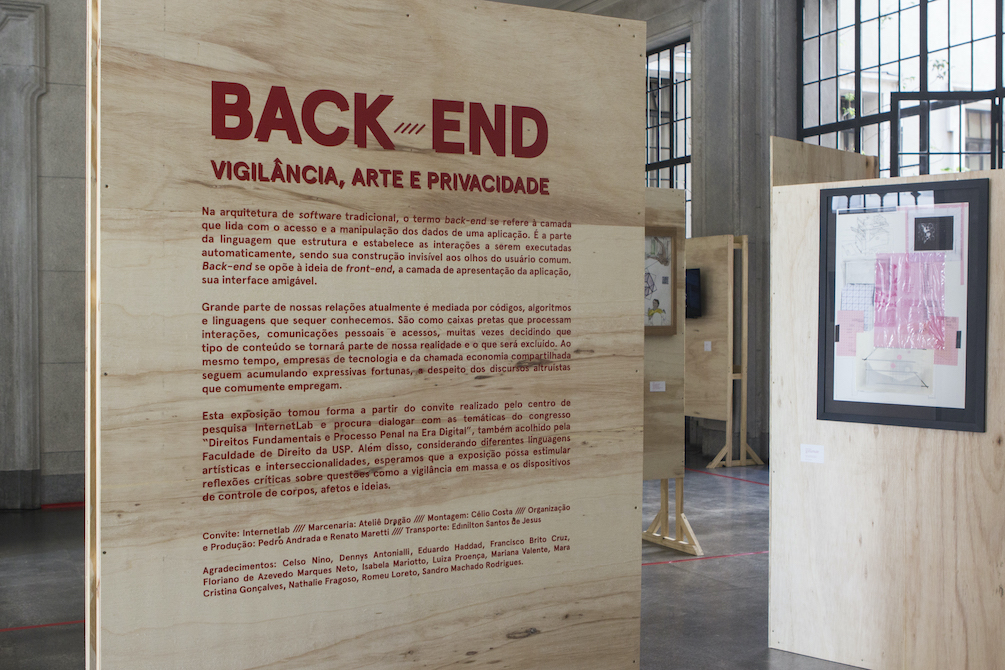 BACK //// END
VIGILÂNCIA, ARTE E PRIVACIDADE
Na arquitetura de software tradicional, o termo back-end se refere à camada
que lida com o acesso e a manipulação dos dados de uma aplicação. É a parte
da linguagem que estrutura e estabelece as interações a serem executadas
automaticamente, sendo sua construção invisível aos olhos do usuário comum.
Back-end se opõe à ideia de front-end, a camada de apresentação da aplicação,
sua interface amigável.
Grande parte de nossas relações atualmente é mediada por códigos, algoritmos
e linguagens que sequer conhecemos. São como caixas pretas que processam
interações, comunicações pessoais e acessos, muitas vezes decidindo que
tipo de conteúdo se tornará parte de nossa realidade e o que será excluído. Ao
mesmo tempo, empresas de tecnologia e da chamada economia compartilhada
seguem acumulando expressivas fortunas, a despeito dos discursos altruístas
que comumente empregam.
Esta exposição tomou forma a partir do convite realizado pelo centro de
pesquisa InternetLab e procura dialogar com as temáticas do congresso
“Direitos Fundamentais e Processo Penal na Era Digital”, também acolhido pela
Faculdade de Direito da USP. Além disso, considerando diferentes linguagens
artísticas e interseccionalidades, esperamos que a exposição possa estimular
reflexões críticas sobre questões como a vigilância em massa e os dispositivos
de controle de corpos, afetos e ideias.
Convite: Internetlab //// Marcenaria: Ateliê Dragão //// Montagem: Célio Costa //// Organização
e Produção: Pedro Andrada e Renato Maretti //// Transporte: Edinilton Santos de Jesus
Agradecimentos: Celso Nino, Dennys Antonialli, Eduardo Haddad, Francisco Brito Cruz,
Floriano de Azevedo Marques Neto, Isabela Mariotto, Luiza Proença, Mariana Valente, Mara
Cristina Gonçalves, Nathalie Fragoso, Romeu Loreto, Sandro Machado Rodrigues.